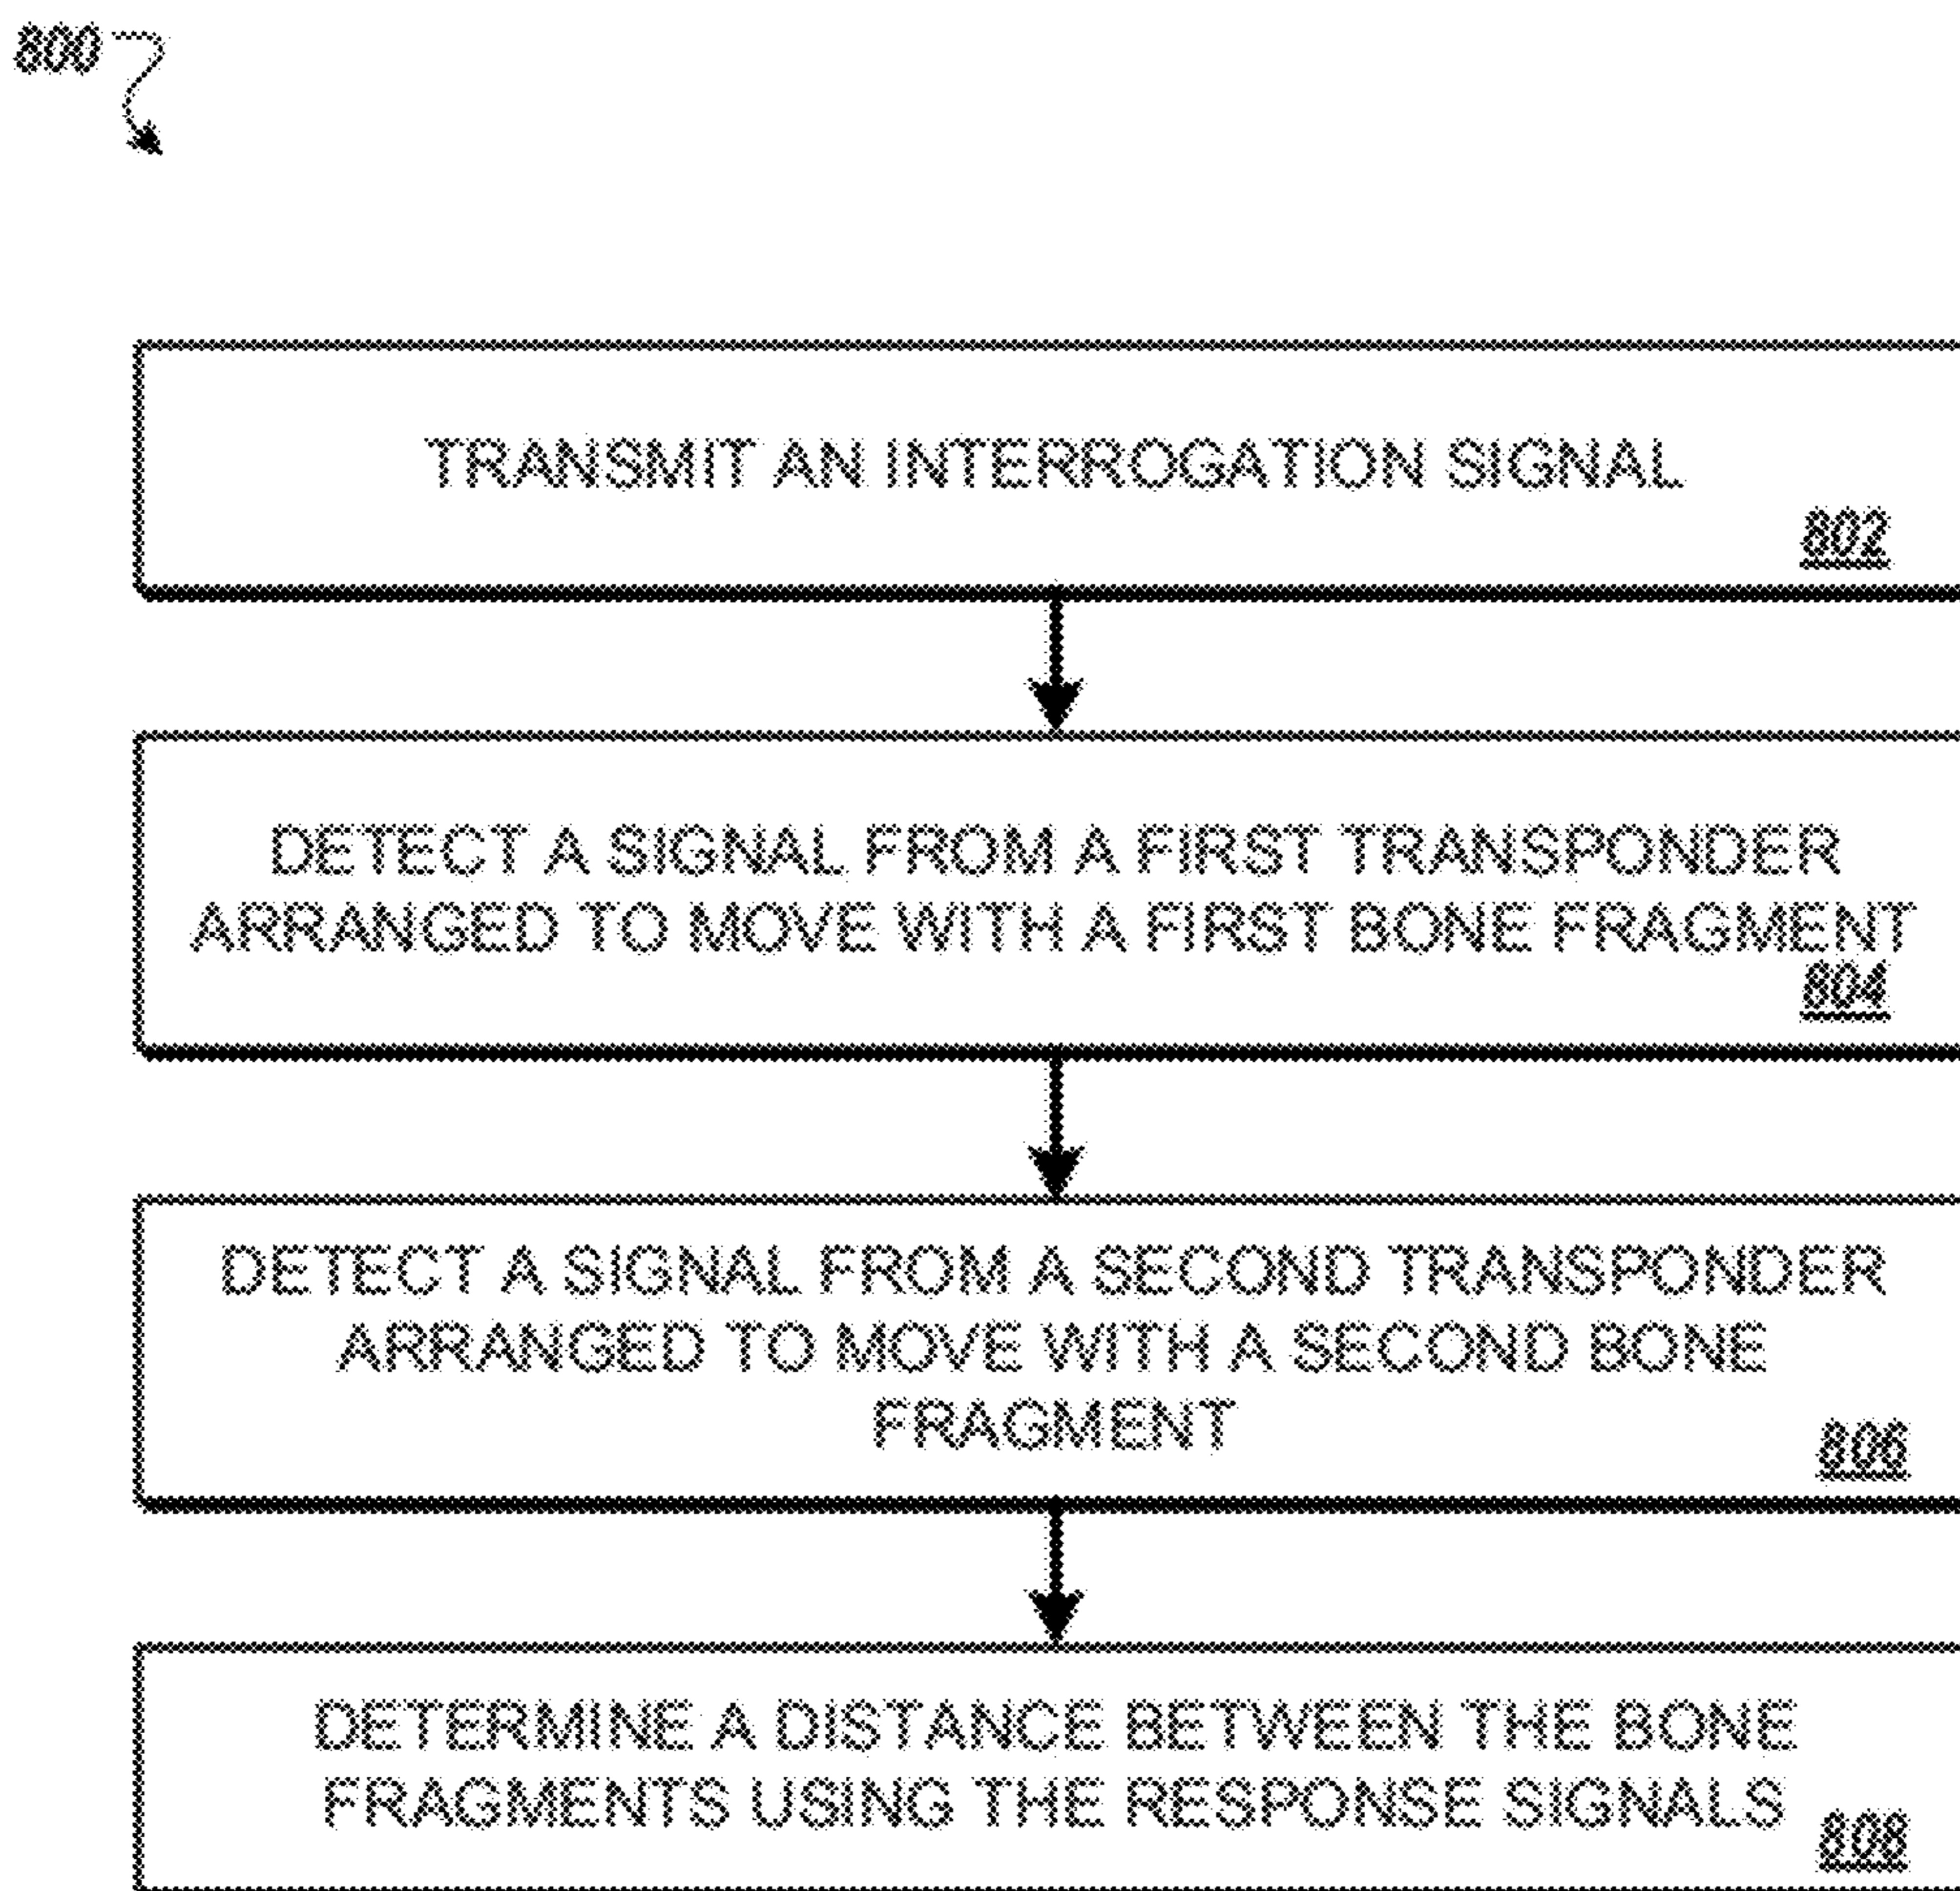 800
TRANSMIT AN INTERROGATION SIGNAL
802
DETECT A SIGNAL FROM A FIRST TRANSPONDER
ARRANGED TO MOVE WITH A FIRST BONE FRAGMENT
804
DETECT A SIGNAL FROM A SECOND TRANSPONDER
ARRANGED TO MOVE WITH A SECOND BONE
FRAGMENT
806
DETERMINE A DISTANCE BETWEEN THE BONE
FRAGMENTS USING THE RESPONSE SIGNALS
808